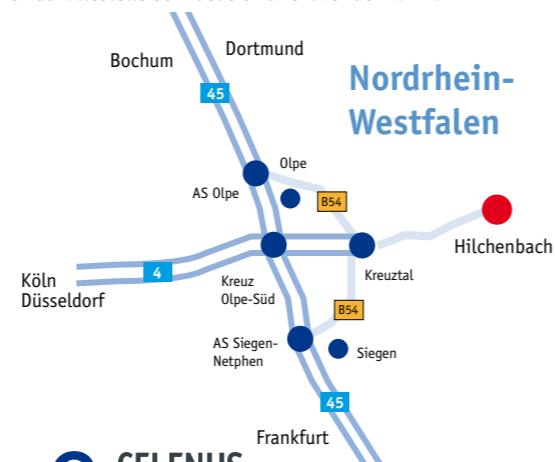 Dortmund
Bochum
Nordrhein-
Westfalen
45
Olpe
AS Olpe
B54
Hilchenbach
4
Köln
Düsseldorf
Kreuz
Olpe-Süd
Kreuztal
B54
AS Siegen-
Netphen
Siegen
45
Frankfurt
CELENUS